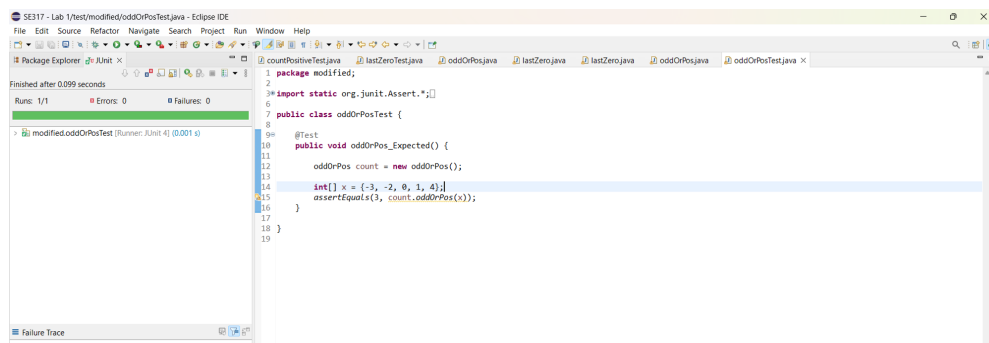 SE317 - Lab 1/test/modified/oddOrPosTest.java - Eclipse IDE
File Edit Source Refactor Navigate Search Project Run Window Help
Package Explorer JUnit
countPositiveTest.java lastZeroTest.java oddOrPos.java lastZero.java lastZero.java oddOrPos.java oddOrPosTest.java
Finished after 0.099 seconds
Runs: 1/1 Errors: 0 Failures: 0
modified.oddOrPosTest [Runner: JUnit 4] (0.001 s)
1 package modified;
2
3 import static org.junit.Assert.*;
6
7 public class oddOrPosTest {
8
9 @Test
10 public void oddOrPos_Expected() {
11
12 oddOrPos count = new oddOrPos();
13
14 int[] x = {-3, -2, 0, 1, 4};
15 assertEquals(3, count.oddOrPos(x));
16 }
17
18 }
19
Failure Trace